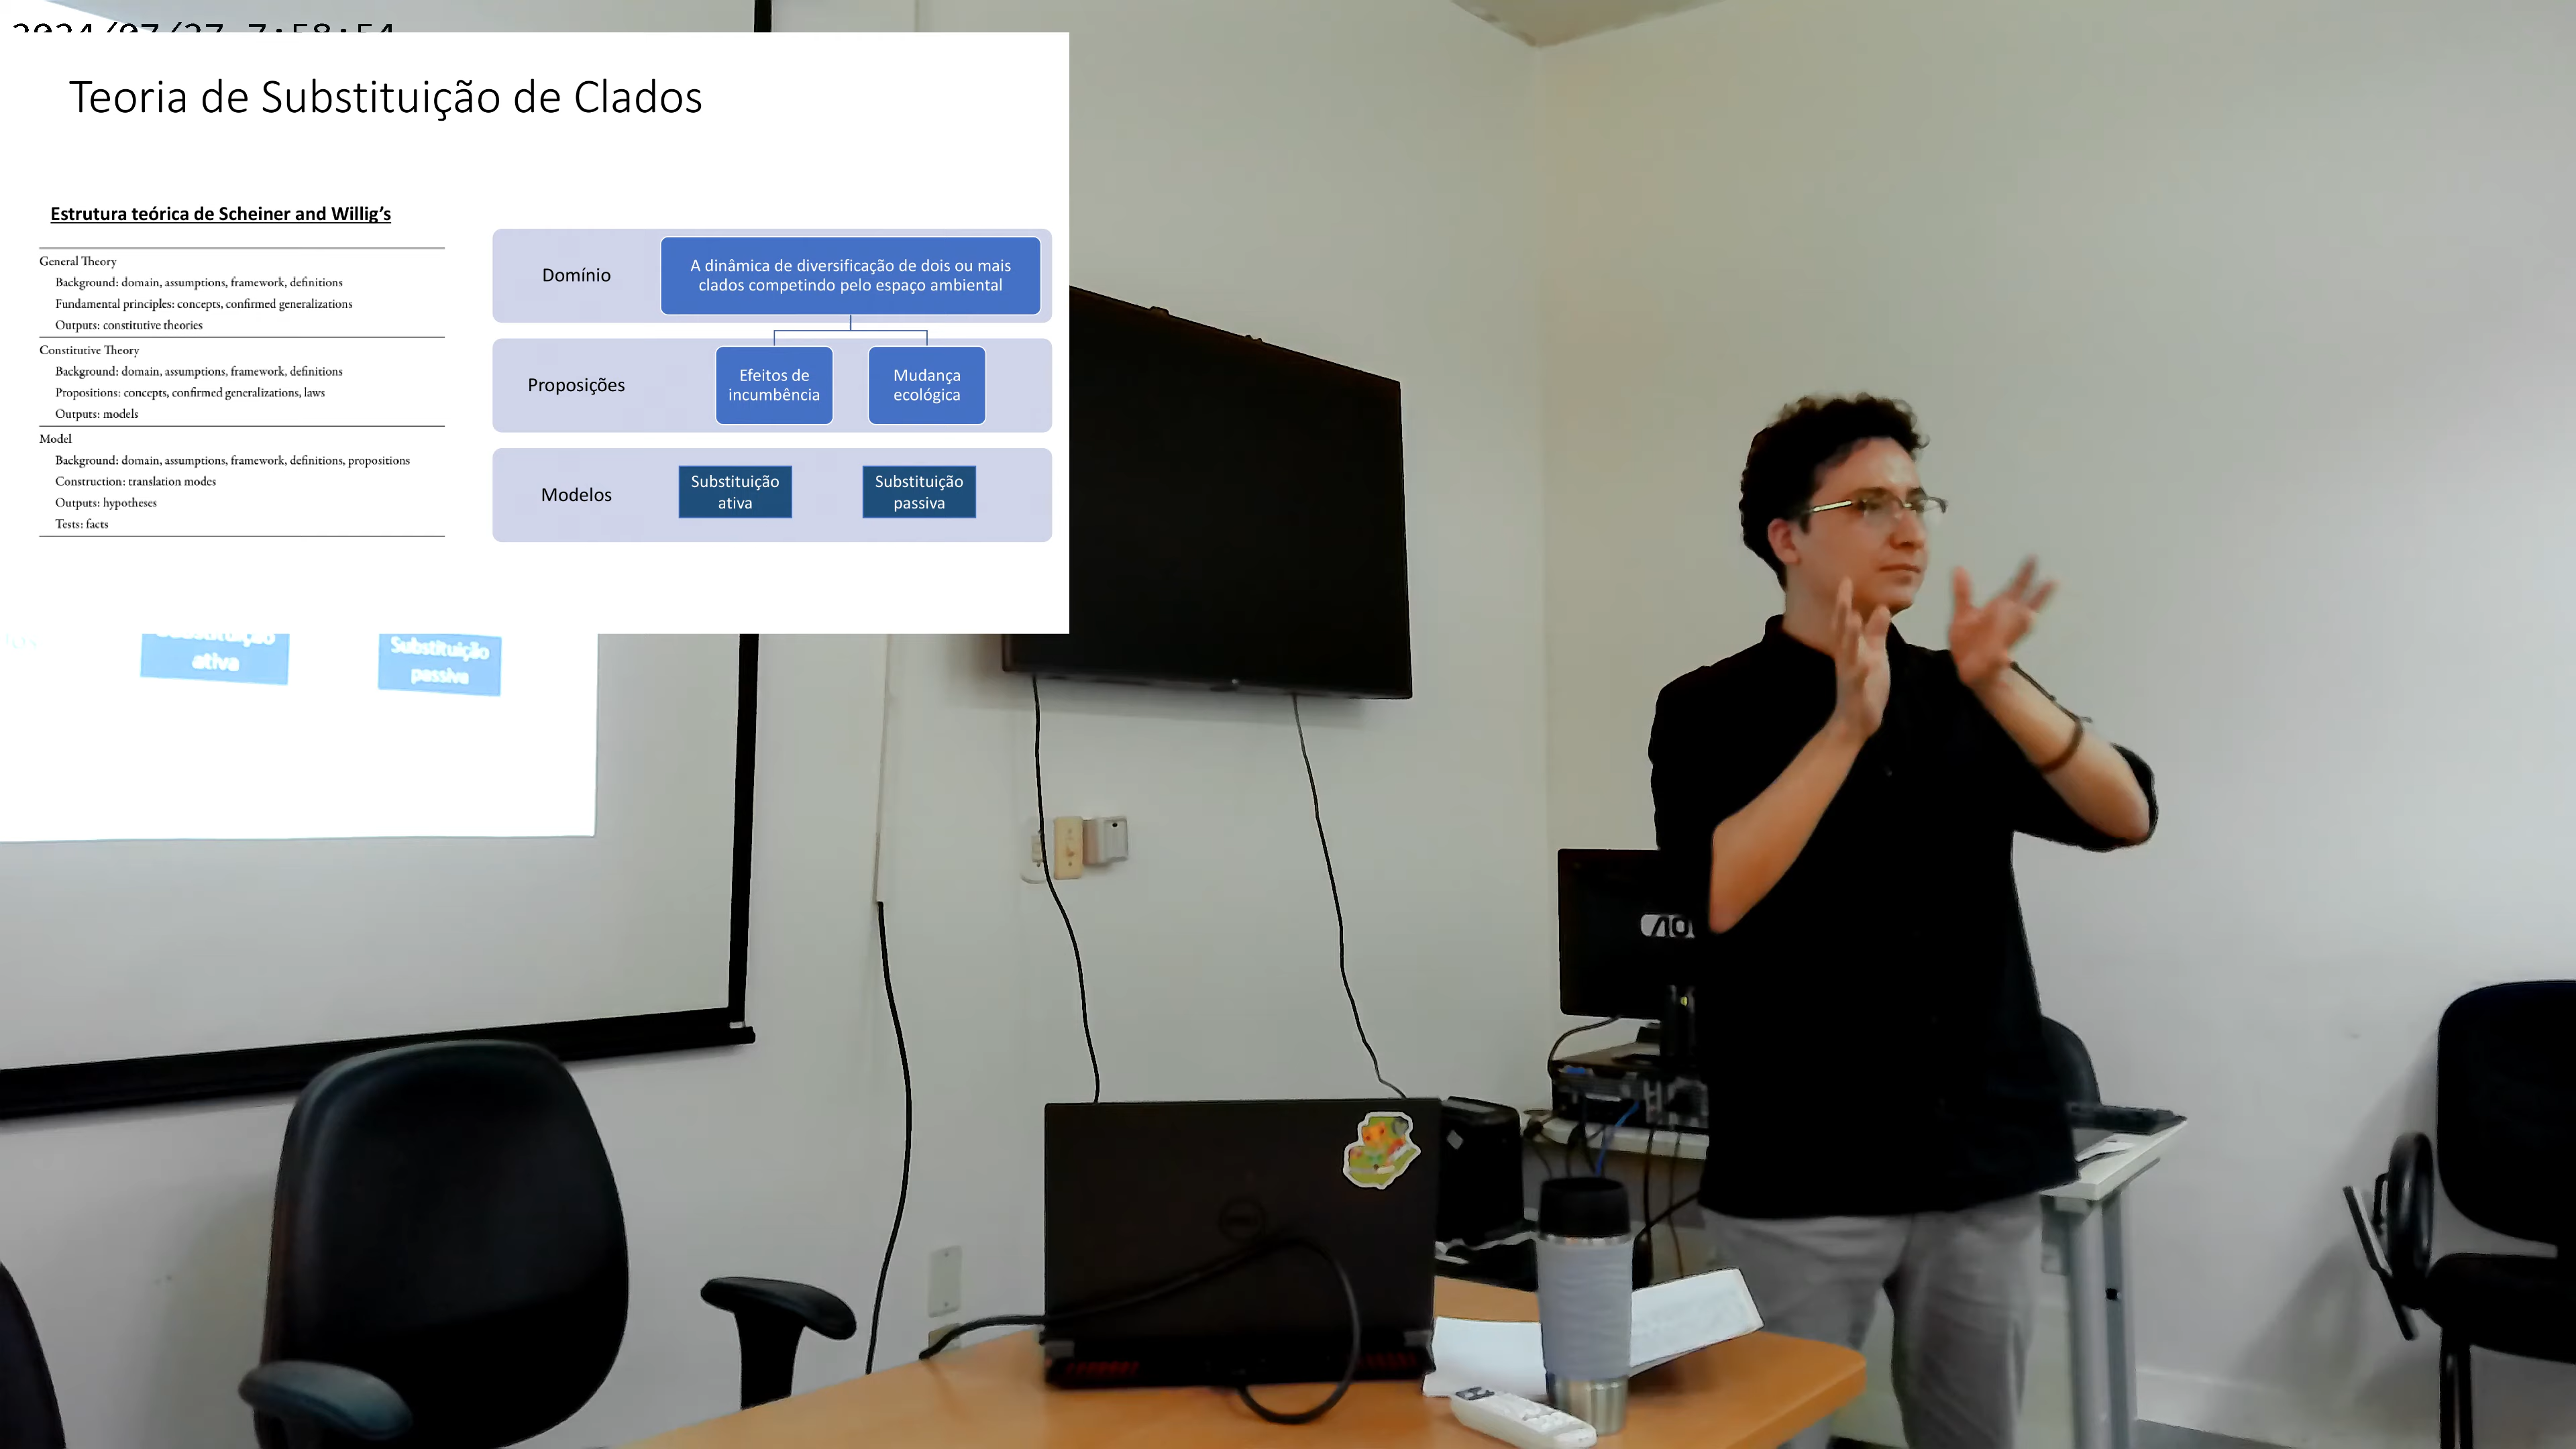 Teoria de Substituição de Clados
Estrutura teórica de Scheiner and Willig's
General Theory
Background: domain, assumptions, framework, definitions
Fundamental principles: concepts, confirmed generalizations
Outputs: constitutive theories
Constitutive Theory
Background: domain, assumptions, framework, definitions
Propositions: concepts, confirmed generalizations, laws
Outputs: models
Model
Background: domain, assumptions, framework, definitions, propositions
Construction: translation modes
Outputs: hypotheses
Tests: facts
Domínio
A dinâmica de diversificação de dois ou mais
clados competindo pelo espaço ambiental
Proposições
Efeitos de
incumbência
Mudança
ecológica
Modelos
Substituição
ativa
Substituição
passiva
Substituição
ativa
Substituição
passiva
DELL